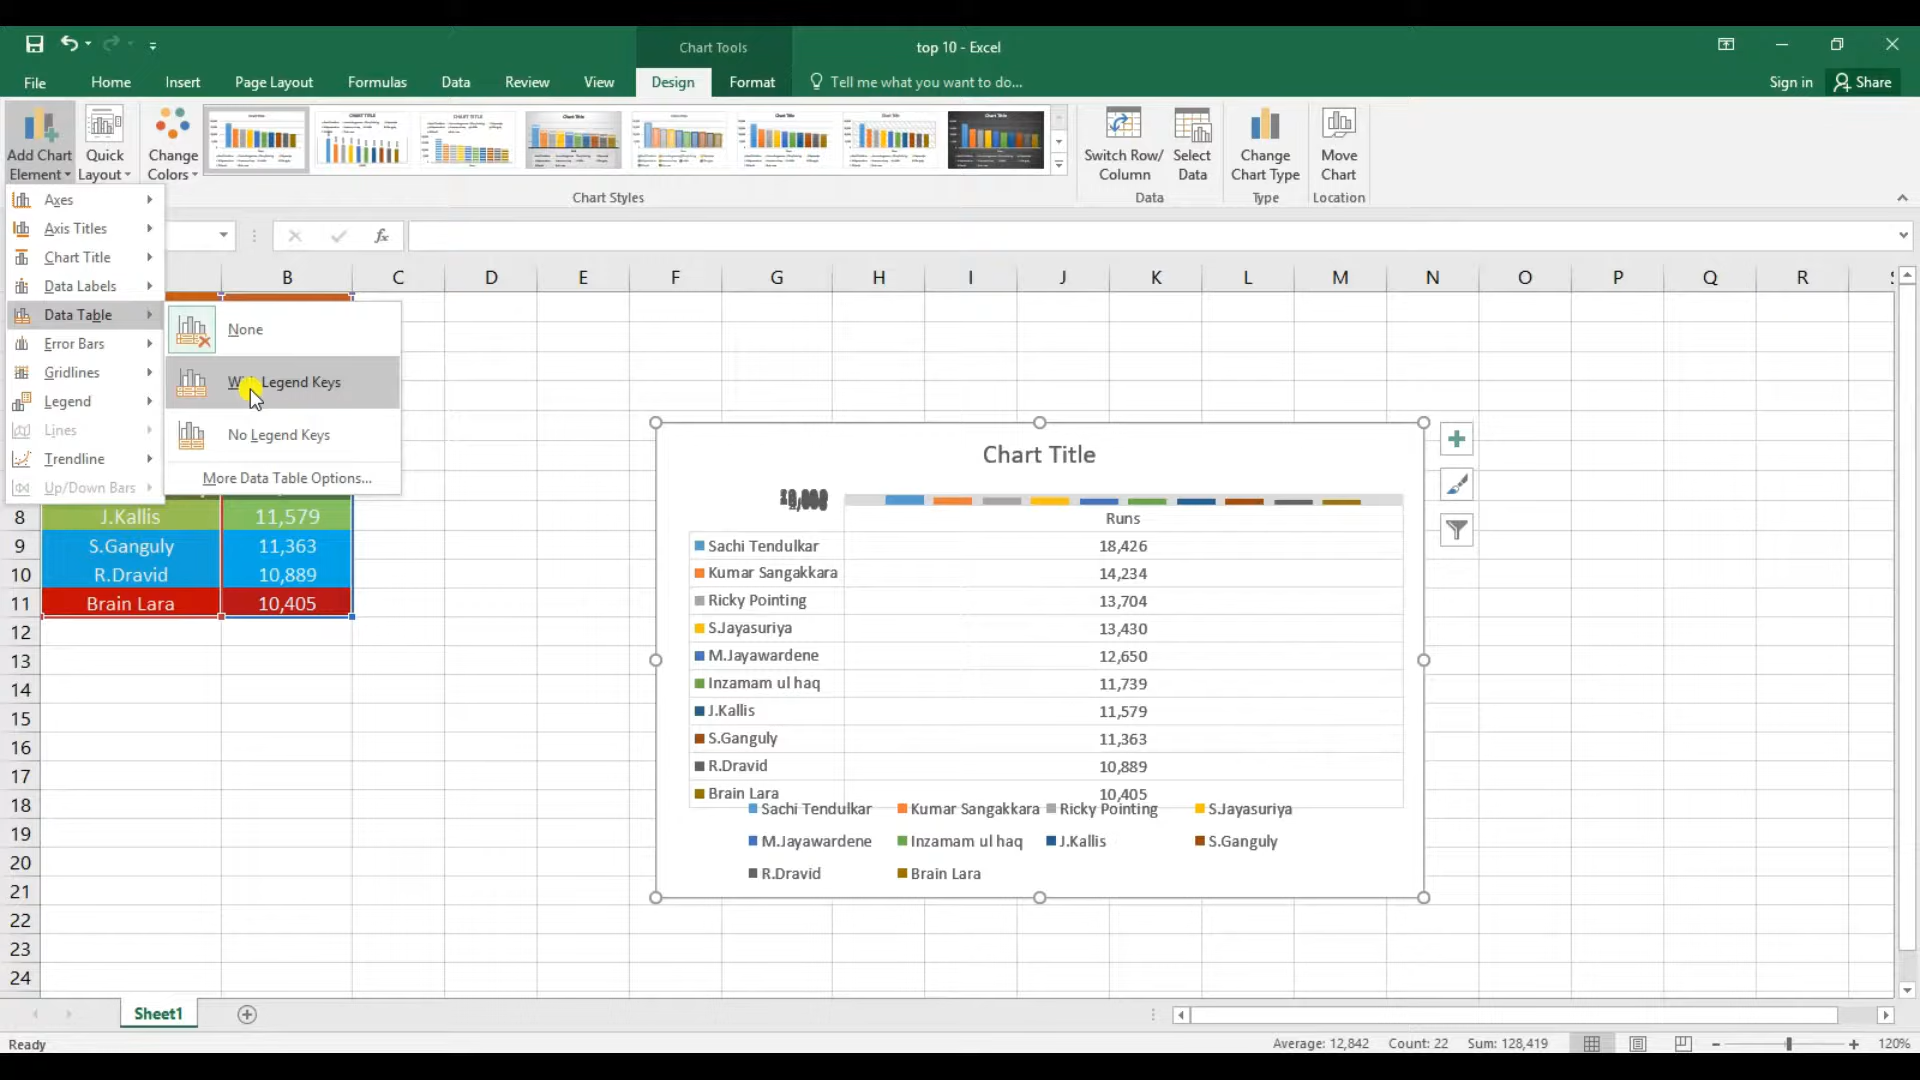 Chart Tools
top 10 - Excel
File Home Insert Page Layout Formulas Data Review View Design Format Tell me what you want to do... Sign in Share
Add Chart Element Quick Layout Change Colors Switch Row/ Column Select Data Change Chart Type Move Chart
Chart Styles Data Type Location
Axes
Axis Titles
Chart Title
Data Labels
Data Table
Error Bars
Gridlines
Legend
Lines
Trendline
Up/Down Bars
None
Legend Keys
No Legend Keys
More Data Table Options...
fx
B C D E F G H I J K L M N O P Q R
8 J.Kallis 11,579
9 S.Ganguly 11,363
10 R.Dravid 10,889
11 Brain Lara 10,405
12
13
14
15
16
17
18
19
20
21
22
23
24
Chart Title
Runs
Sachi Tendulkar 18,426
Kumar Sangakkara 14,234
Ricky Pointing 13,704
S.Jayasuriya 13,430
M.Jayawardene 12,650
Inzamam ul haq 11,739
J.Kallis 11,579
S.Ganguly 11,363
R.Dravid 10,889
Brain Lara 10,405
Sachi Tendulkar Kumar Sangakkara Ricky Pointing S.Jayasuriya
M.Jayawardene Inzamam ul haq J.Kallis S.Ganguly
R.Dravid Brain Lara
Sheet1
Ready Average: 12,842 Count: 22 Sum: 128,419 120%